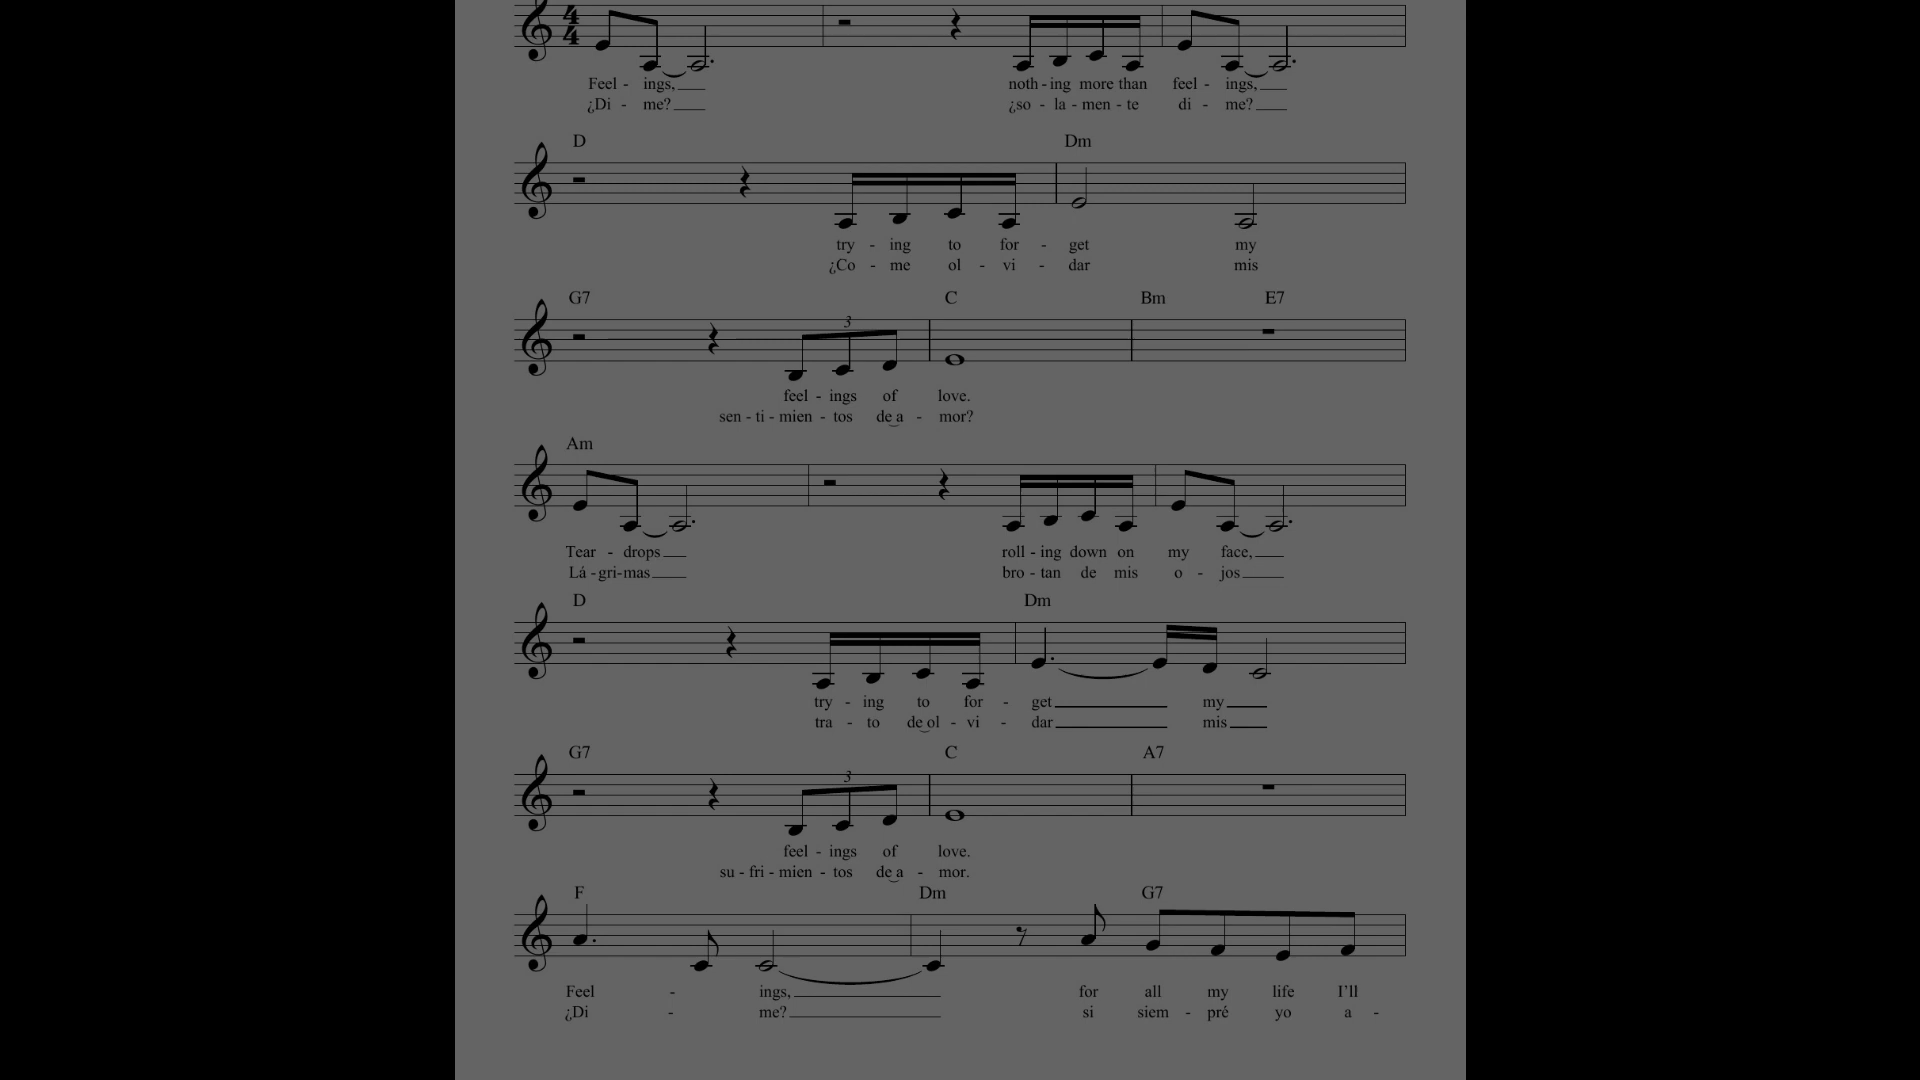 4
4
Feel - ings, noth - ing more than feel - ings,
¿Di - me? ¿so - la - men - te di - me?
D Dm
try - ing to for - get my
¿Co - me ol - vi - dar mis
G7 C Bm E7
3
feel - ings of love.
sen - ti - mien - tos de a - mor?
Am
Tear - drops roll - ing down on my face,
Lá - gri - mas bro - tan de mis o - jos
D Dm
try - ing to for - get my
tra - to de ol - vi - dar mis
G7 C A7
3
feel - ings of love.
su - fri - mien - tos de a - mor.
F Dm G7
Feel - ings, for all my life I'll
¿Di - me? si siem - pré yo a -